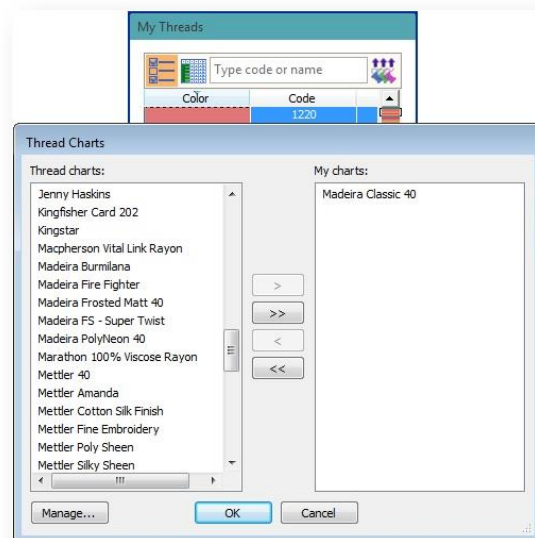 My Threads
Type code or name
Color Code
1220
Thread Charts
Thread charts:
Jenny Haskins
Kingfisher Card 202
Kingstar
Macpherson Vital Link Rayon
Madeira Burmilana
Madeira Fire Fighter
Madeira Frosted Matt 40
Madeira FS - Super Twist
Madeira PolyNeon 40
Marathon 100% Viscose Rayon
Mettler 40
Mettler Amanda
Mettler Cotton Silk Finish
Mettler Fine Embroidery
Mettler Poly Sheen
Mettler Silky Sheen
>
>>
<
<<
My charts:
Madeira Classic 40
Manage...
OK
Cancel